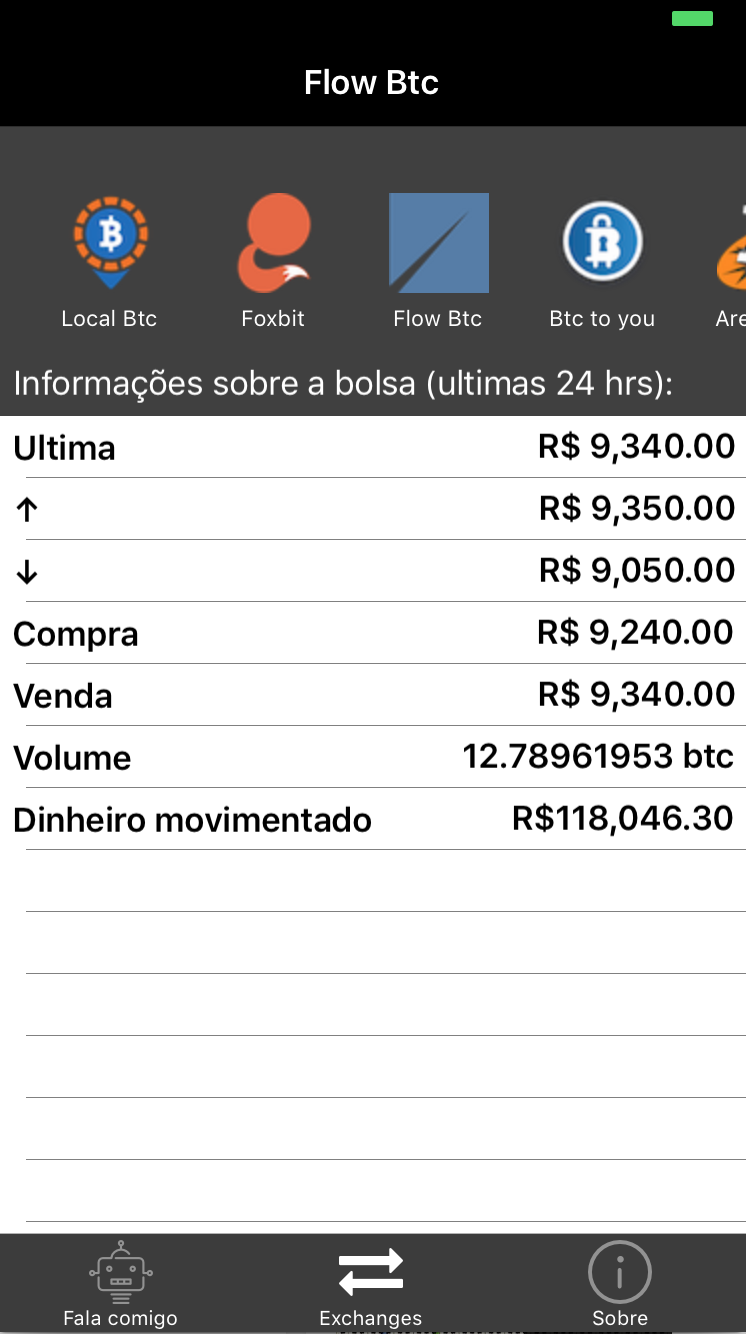 Flow Btc
Local Btc
Foxbit
Flow Btc
Btc to you
Are
Informações sobre a bolsa (ultimas 24 hrs):
Ultima R$ 9,340.00
↑ R$ 9,350.00
↓ R$ 9,050.00
Compra R$ 9,240.00
Venda R$ 9,340.00
Volume 12.78961953 btc
Dinheiro movimentado R$118,046.30
Fala comigo
Exchanges
Sobre